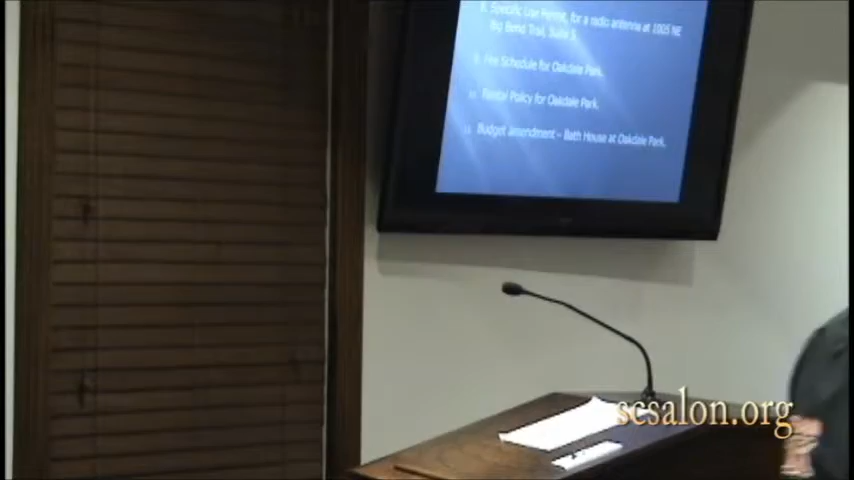 8. Specific Use Permit, for a radio antenna at 1005 NE
Big Bend Trail, Suite S.
9. Fee Schedule for Oakdale Park.
10. Rental Policy for Oakdale Park.
11. Budget amendment – Bath House at Oakdale Park.
scsalon.org